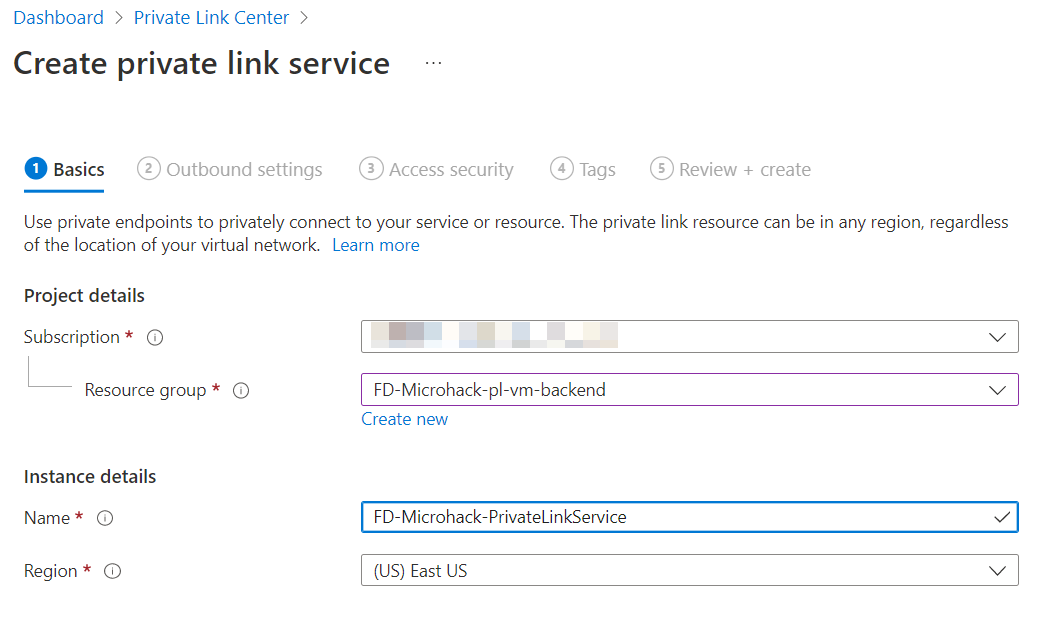 Dashboard > Private Link Center >
Create private link service ...
1 Basics 2 Outbound settings 3 Access security 4 Tags 5 Review + create
Use private endpoints to privately connect to your service or resource. The private link resource can be in any region, regardless
of the location of your virtual network. Learn more
Project details
Subscription *
Resource group * FD-Microhack-pl-vm-backend
Create new
Instance details
Name * FD-Microhack-PrivateLinkService
Region * (US) East US